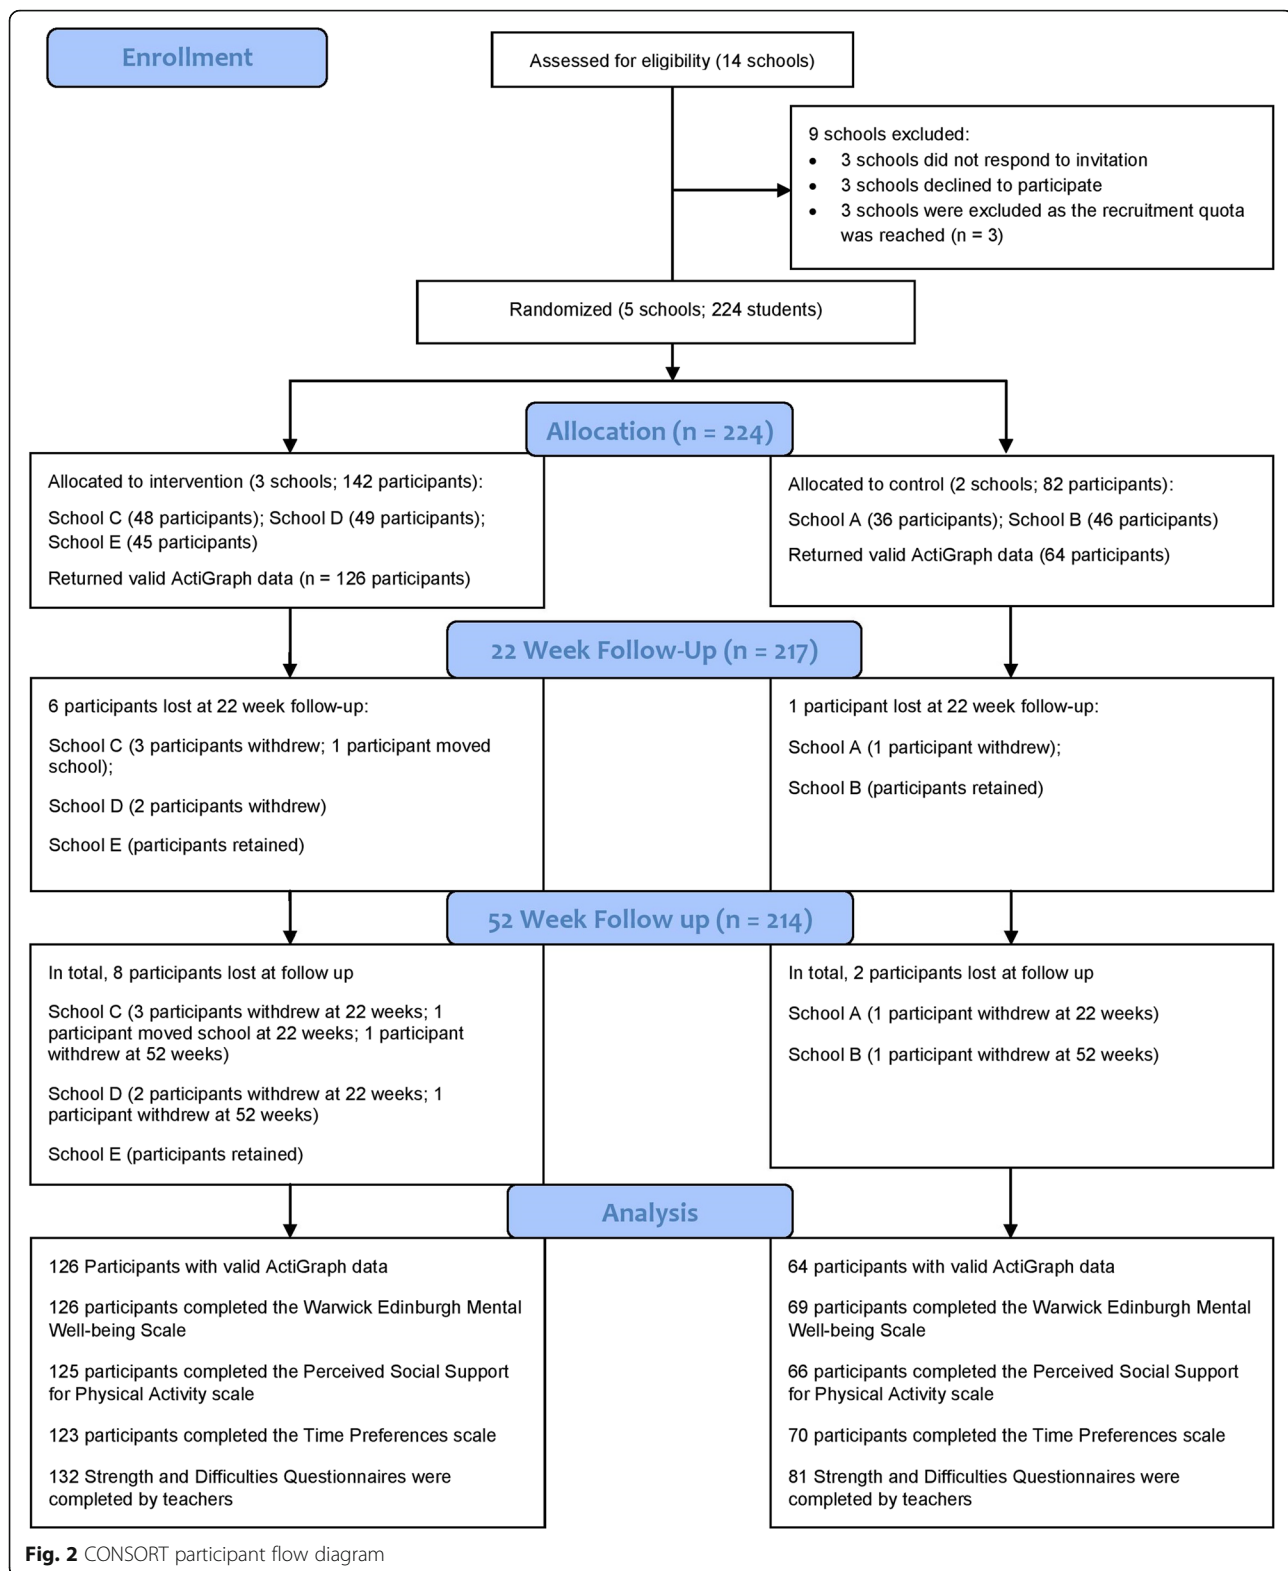 Enrollment
Assessed for eligibility (14 schools)
9 schools excluded:
• 3 schools did not respond to invitation
• 3 schools declined to participate
• 3 schools were excluded as the recruitment quota
was reached (n = 3)
Randomized (5 schools; 224 students)
Allocation (n = 224)
Allocated to intervention (3 schools; 142 participants):
School C (48 participants); School D (49 participants);
School E (45 participants)
Returned valid ActiGraph data (n = 126 participants)
Allocated to control (2 schools; 82 participants):
School A (36 participants); School B (46 participants)
Returned valid ActiGraph data (64 participants)
22 Week Follow-Up (n = 217)
6 participants lost at 22 week follow-up:
School C (3 participants withdrew; 1 participant moved
school);
School D (2 participants withdrew)
School E (participants retained)
1 participant lost at 22 week follow-up:
School A (1 participant withdrew);
School B (participants retained)
52 Week Follow up (n = 214)
In total, 8 participants lost at follow up
School C (3 participants withdrew at 22 weeks; 1
participant moved school at 22 weeks; 1 participant
withdrew at 52 weeks)
School D (2 participants withdrew at 22 weeks; 1
participant withdrew at 52 weeks)
School E (participants retained)
In total, 2 participants lost at follow up
School A (1 participant withdrew at 22 weeks)
School B (1 participant withdrew at 52 weeks)
Analysis
126 Participants with valid ActiGraph data
126 participants completed the Warwick Edinburgh Mental
Well-being Scale
125 participants completed the Perceived Social Support
for Physical Activity scale
123 participants completed the Time Preferences scale
132 Strength and Difficulties Questionnaires were
completed by teachers
64 participants with valid ActiGraph data
69 participants completed the Warwick Edinburgh Mental
Well-being Scale
66 participants completed the Perceived Social Support
for Physical Activity scale
70 participants completed the Time Preferences scale
81 Strength and Difficulties Questionnaires were
completed by teachers
Fig. 2 CONSORT participant flow diagram